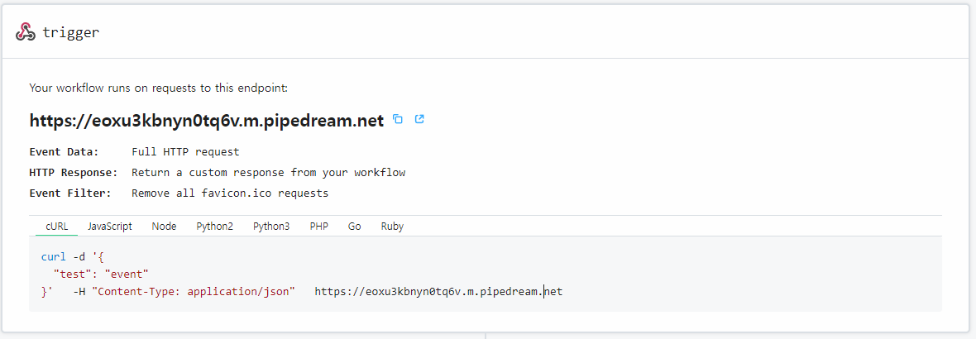 trigger
Your workflow runs on requests to this endpoint:
https://eoxu3kbnyn0tq6v.m.pipedream.net
Event Data: Full HTTP request
HTTP Response: Return a custom response from your workflow
Event Filter: Remove all favicon.ico requests
cURL JavaScript Node Python2 Python3 PHP Go Ruby
curl -d '{
"test": "event"
}' -H "Content-Type: application/json" https://eoxu3kbnyn0tq6v.m.pipedream.net